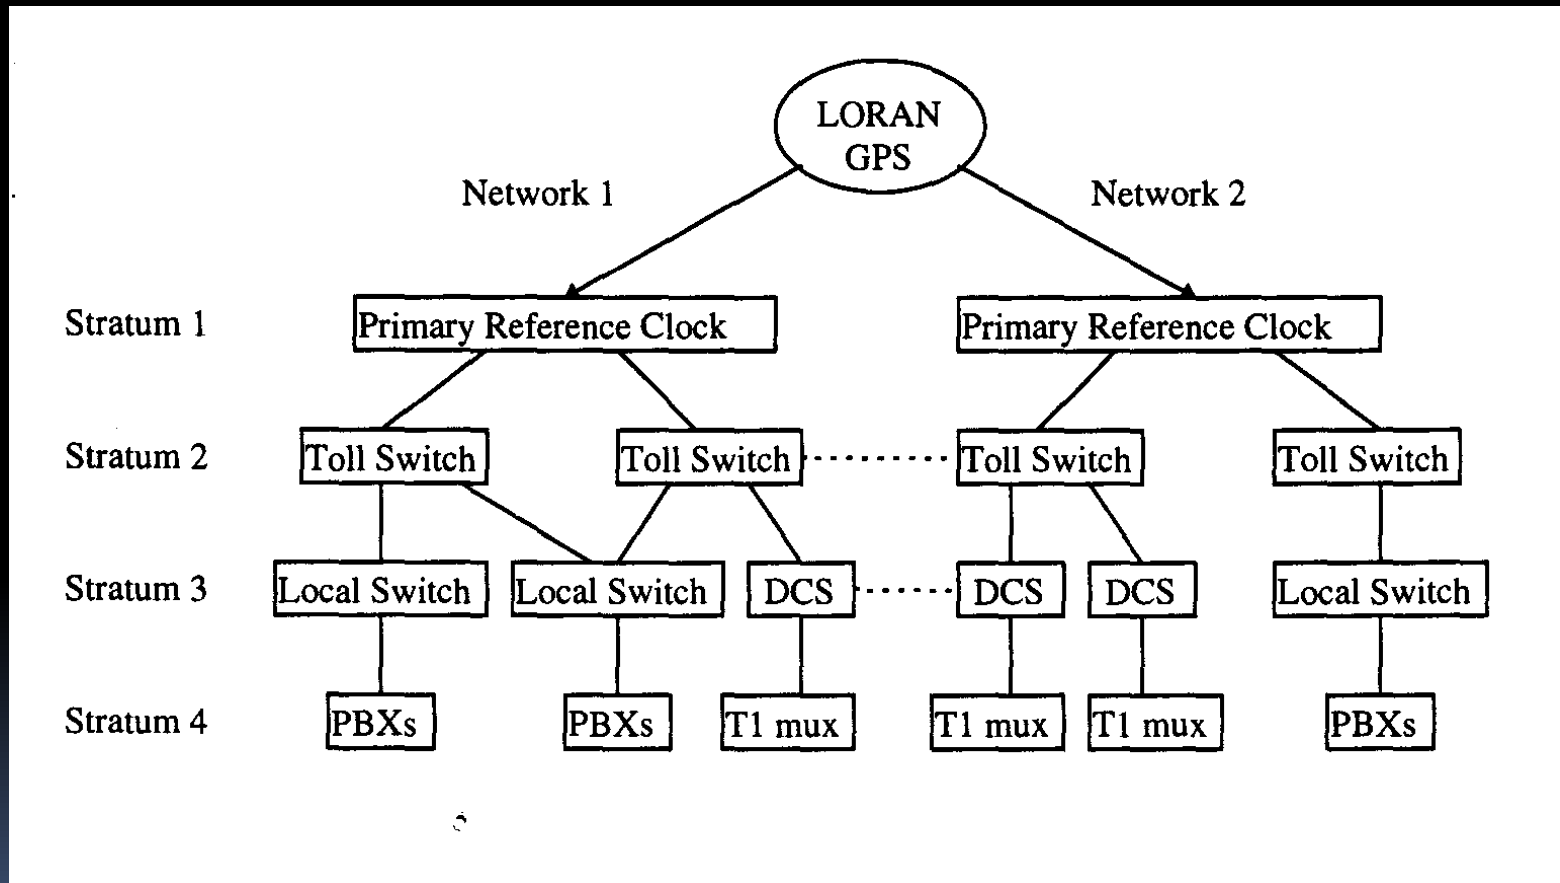 LORAN
GPS
Network 1
Network 2
Stratum 1
Primary Reference Clock
Primary Reference Clock
Stratum 2
Toll Switch
Toll Switch
Toll Switch
Toll Switch
Stratum 3
Local Switch
Local Switch
DCS
DCS
DCS
Local Switch
Stratum 4
PBXs
PBXs
T1 mux
T1 mux
T1 mux
PBXs